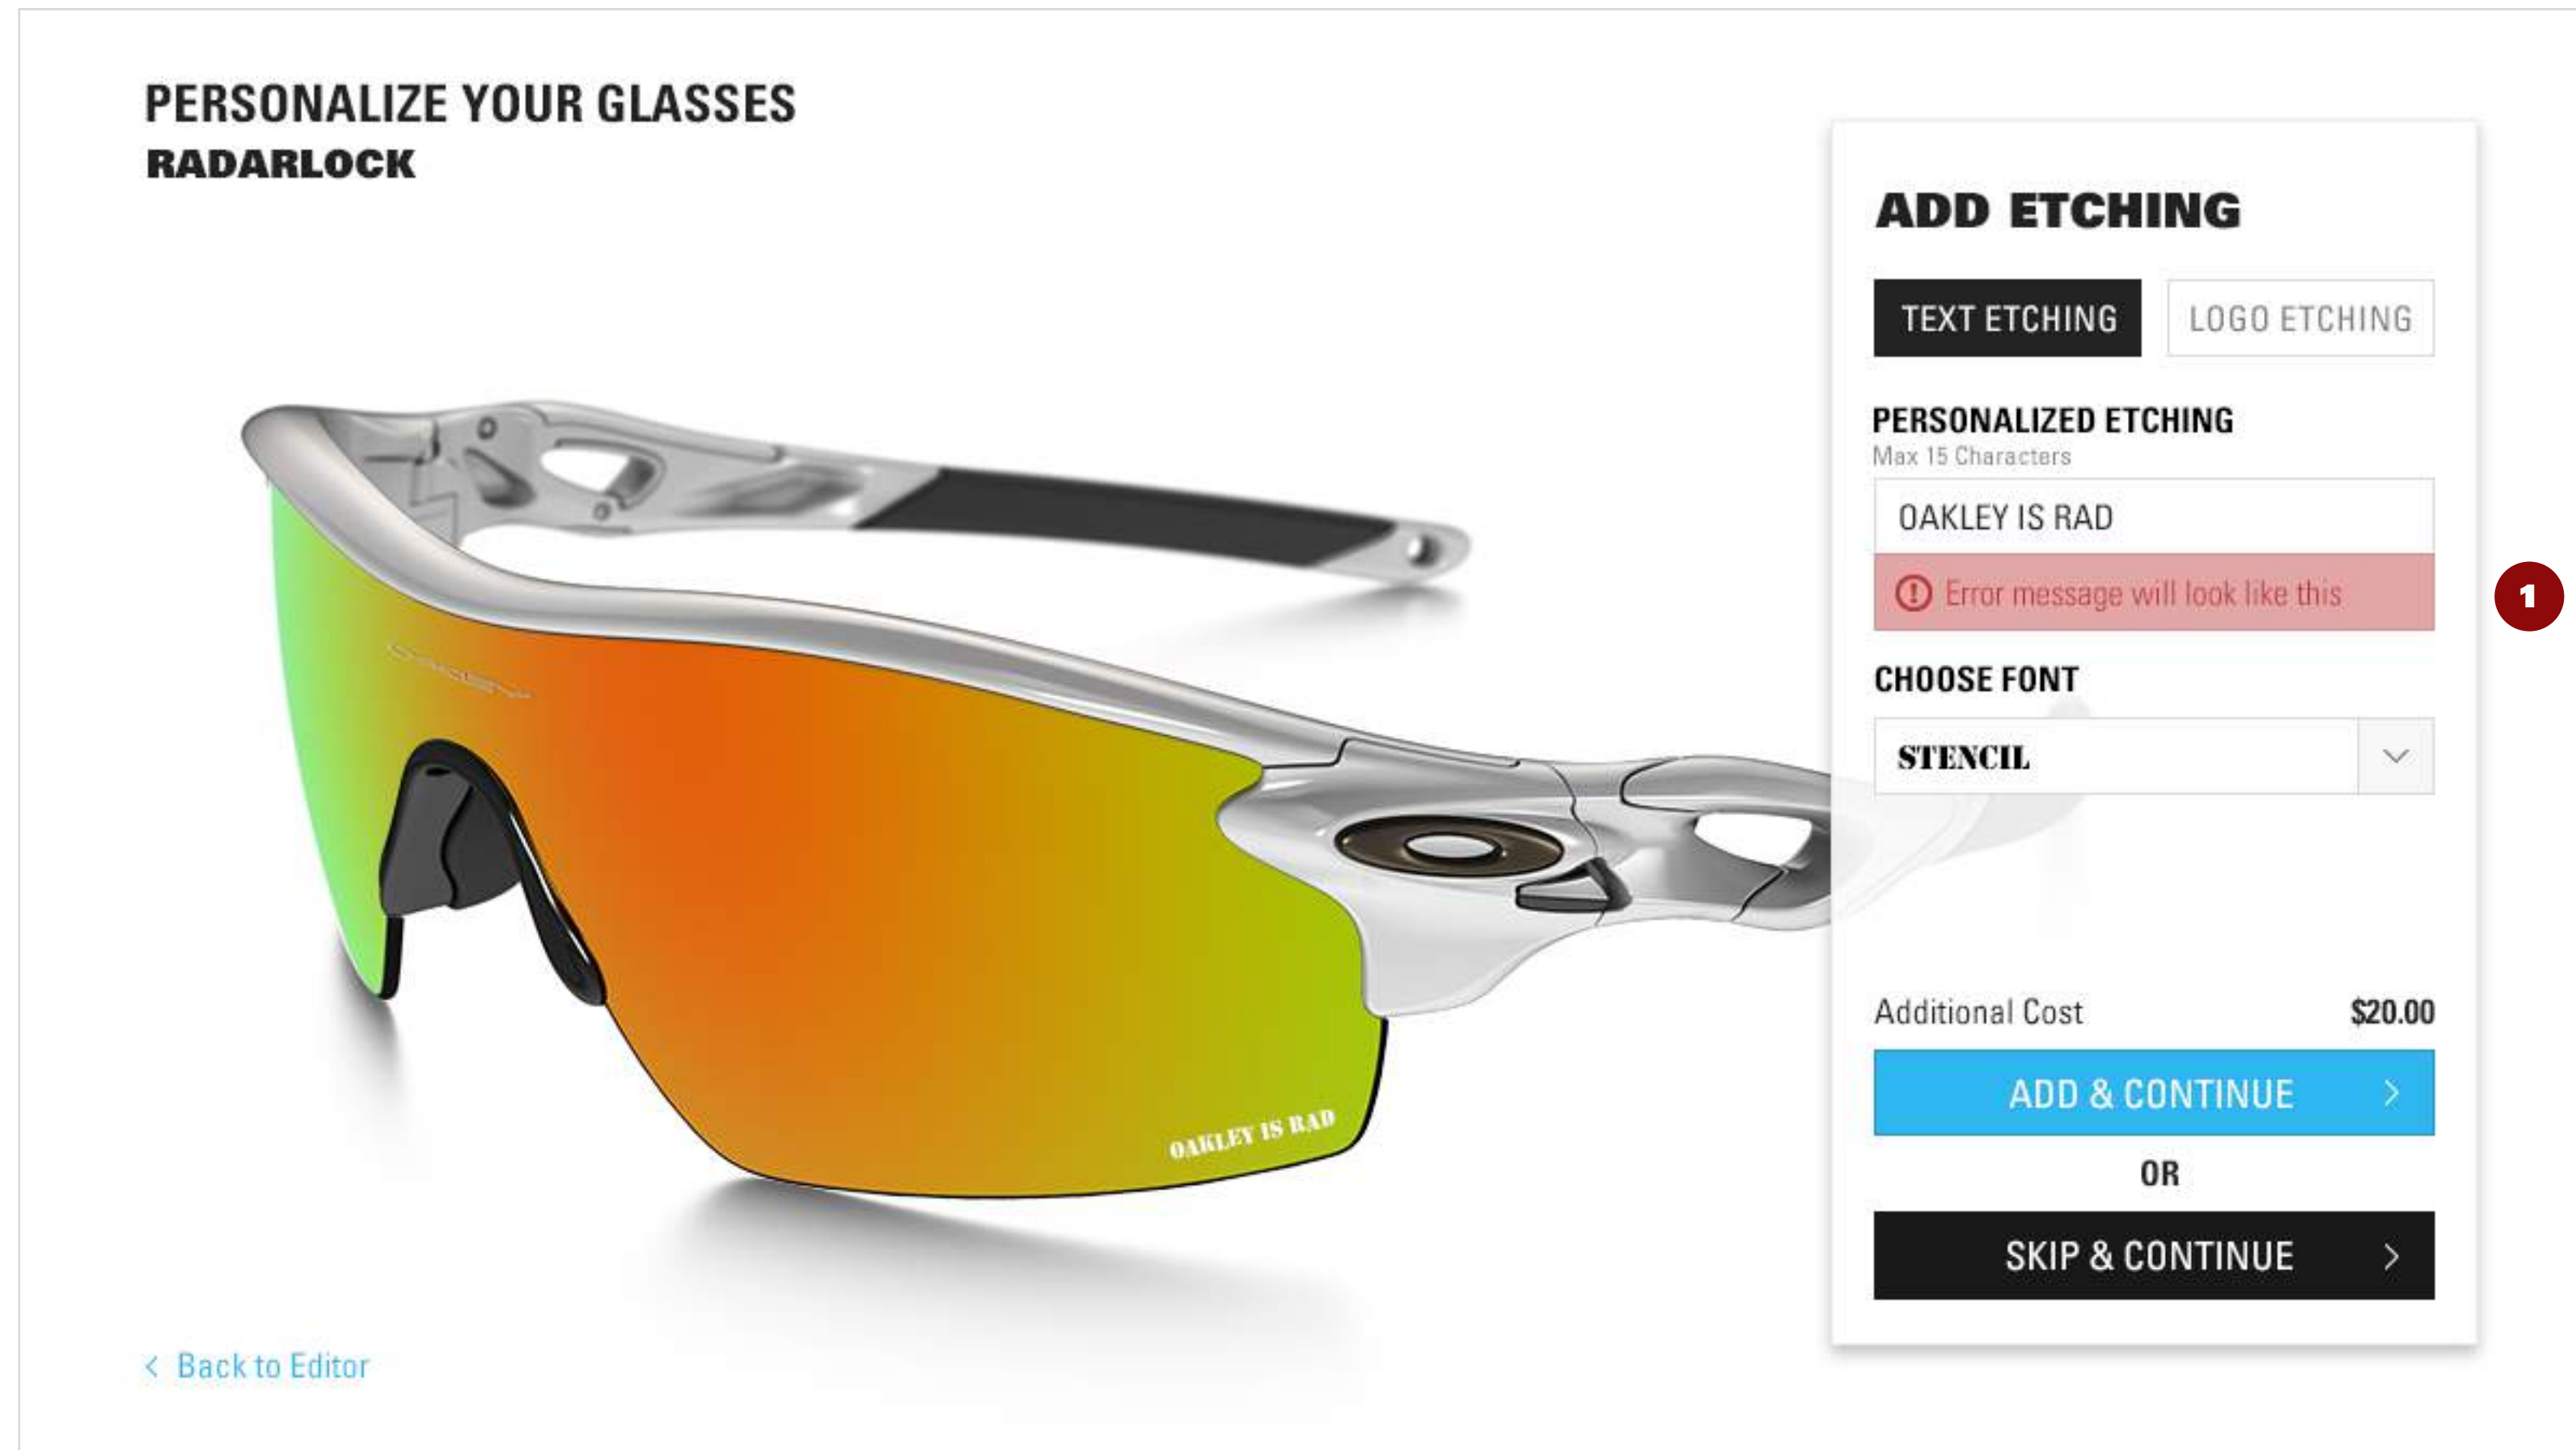 PERSONALIZE YOUR GLASSES
RADARLOCK
ADD ETCHING
TEXT ETCHING
LOGO ETCHING
PERSONALIZED ETCHING
Max 15 Characters
OAKLEY IS RAD
Error message will look like this
1
CHOOSE FONT
STENCIL
Additional Cost
$20.00
ADD & CONTINUE
OR
SKIP & CONTINUE
OAKLEY
OAKLEY IS RAD
Back to Editor